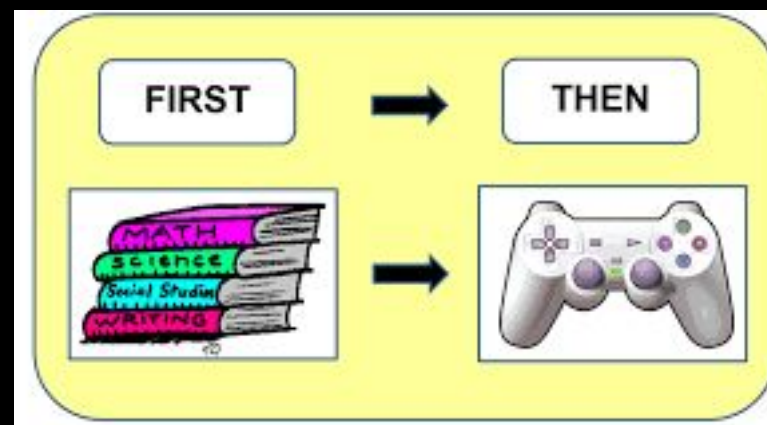 FIRST
THEN
MATH
science
Social Studies
WRITING